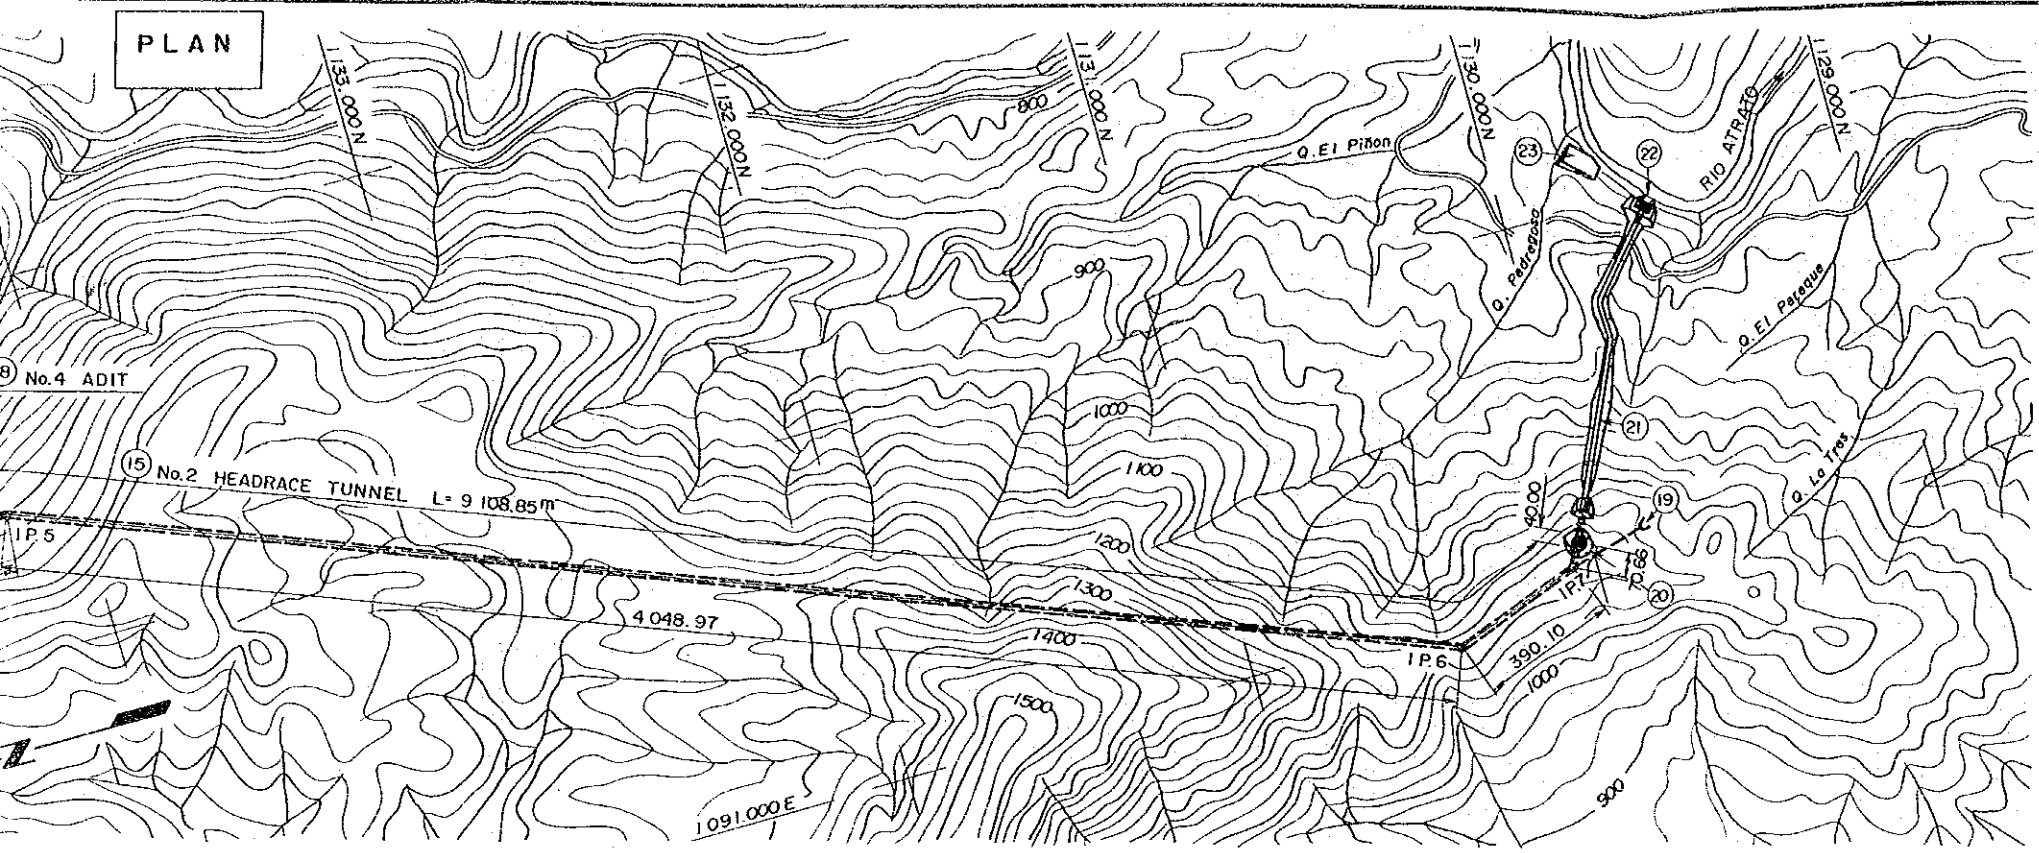 PLAN
1 133.000 N
1 132 000 N
1 131.000 N
1 130.000 N
1 129.000 N
800
Q. El Piñon
23
22
RIO ATRATO
Q. Pedregosa
900
Q. El Pareque
8 No.4 ADIT
1000
21
15 No.2 HEADRACE TUNNEL L= 9 108.85m
1100
Q. La Tras
40.00
19
I P. 5
1200
1300
I P.7
20
4 048.97
1400
I P. 6
390.10
1000
1500
N
900
1 091.000 E